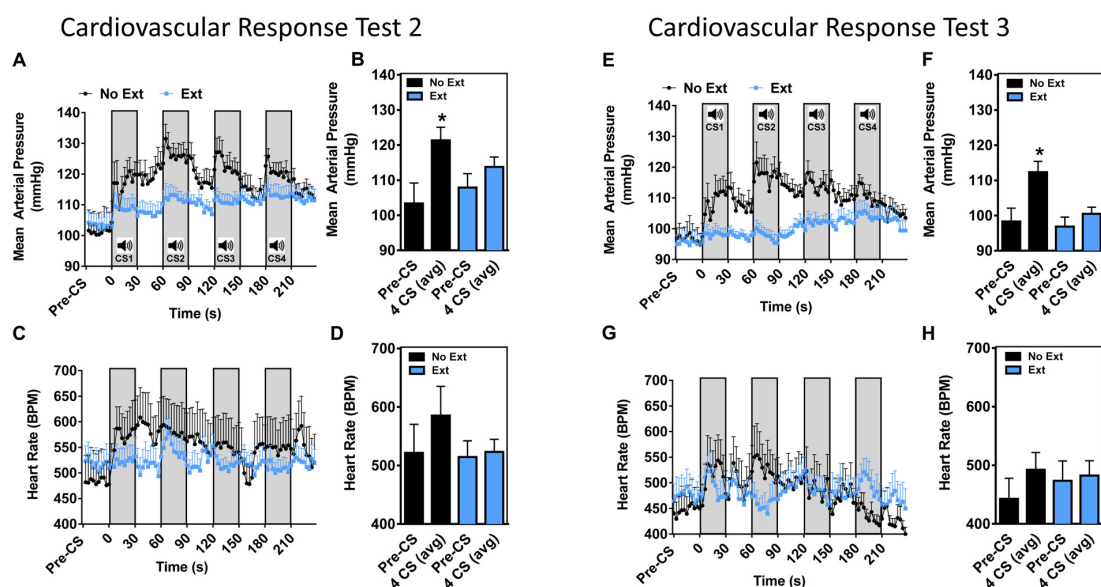 Cardiovascular Response Test 2
Cardiovascular Response Test 3
A
No Ext
Ext
Mean Arterial Pressure
(mmHg)
140
130
120
110
100
90
CS1
CS2
CS3
CS4
Pre-CS
0
30
60
90
120
150
180
210
Time (s)
B
No Ext
Ext
*
Mean Arterial Pressure
(mmHg)
140
130
120
110
100
90
Pre-CS
4 CS (avg)
Pre-CS
4 CS (avg)
E
No Ext
Ext
Mean Arterial Pressure
(mmHg)
140
130
120
110
100
90
CS1
CS2
CS3
CS4
Pre-CS
0
30
60
90
120
150
180
210
Time (s)
F
No Ext
Ext
*
Mean Arterial Pressure
(mmHg)
140
130
120
110
100
90
Pre-CS
4 CS (avg)
Pre-CS
4 CS (avg)
C
Heart Rate (BPM)
700
650
600
550
500
450
400
Pre-CS
0
30
60
90
120
150
180
210
Time (s)
D
No Ext
Ext
Heart Rate (BPM)
700
600
500
400
Pre-CS
4 CS (avg)
Pre-CS
4 CS (avg)
G
Heart Rate (BPM)
700
650
600
550
500
450
400
Pre-CS
0
30
60
90
120
150
180
210
Time (s)
H
No Ext
Ext
Heart Rate (BPM)
700
600
500
400
Pre-CS
4 CS (avg)
Pre-CS
4 CS (avg)